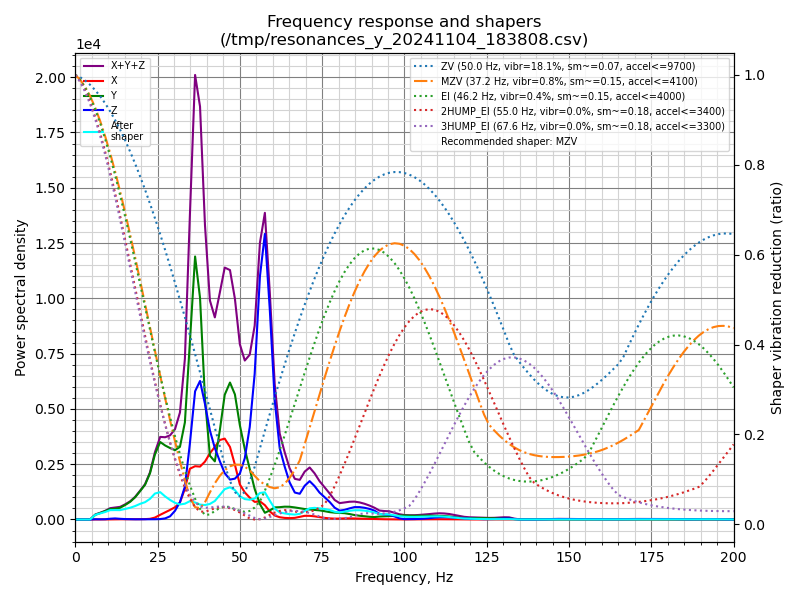 Frequency response and shapers
(/tmp/resonances_y_20241104_183808.csv)
1e4
X+Y+Z
X
Y
Z
After
shaper
ZV (50.0 Hz, vibr=18.1%, sm~=0.07, accel<=9700)
MZV (37.2 Hz, vibr=0.8%, sm~=0.15, accel<=4100)
EI (46.2 Hz, vibr=0.4%, sm~=0.15, accel<=4000)
2HUMP_EI (55.0 Hz, vibr=0.0%, sm~=0.18, accel<=3400)
3HUMP_EI (67.6 Hz, vibr=0.0%, sm~=0.18, accel<=3300)
Recommended shaper: MZV
Power spectral density
2.00
1.75
1.50
1.25
1.00
0.75
0.50
0.25
0.00
1.0
0.8
0.6
0.4
0.2
0.0
Shaper vibration reduction (ratio)
0 25 50 75 100 125 150 175 200
Frequency, Hz